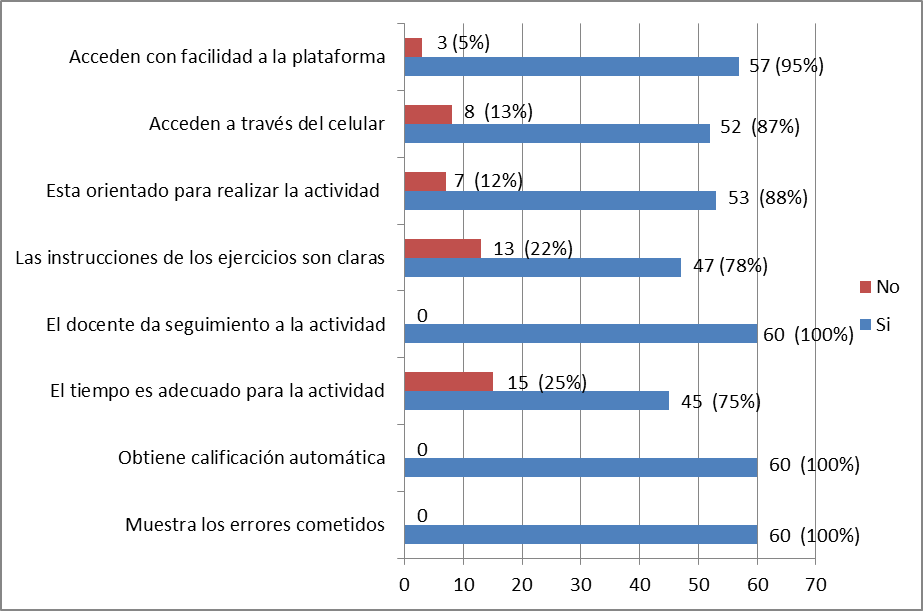 Acceden con facilidad a la plataforma
3 (5%)
57 (95%)
Acceden a través del celular
8 (13%)
52 (87%)
Esta orientado para realizar la actividad
7 (12%)
53 (88%)
Las instrucciones de los ejercicios son claras
13 (22%)
47 (78%)
El docente da seguimiento a la actividad
0
60 (100%)
El tiempo es adecuado para la actividad
15 (25%)
45 (75%)
Obtiene calificación automática
0
60 (100%)
Muestra los errores cometidos
0
60 (100%)
0 10 20 30 40 50 60 70
No
Si